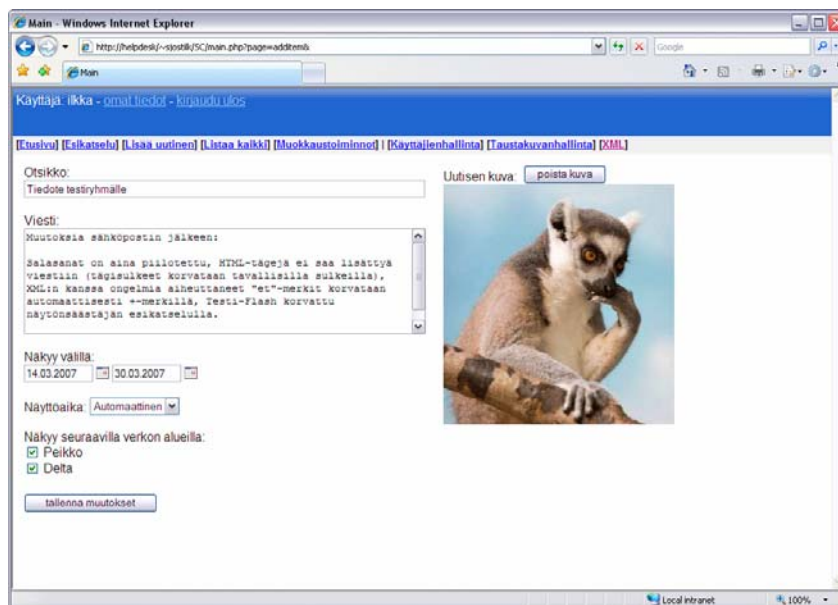 Main - Windows Internet Explorer
http://helpdesk/~sjostilk/SC/main.php?page=additem&
Google
Main
Käyttäjä: ilkka - omat tiedot - kirjaudu ulos
[Etusivu] [Esikatselu] [Lisää uutinen] [Listaa kaikki] [Muokkaustoiminnot] | [Käyttäjienhallinta] [Taustakuvanhallinta] [XML]
Otsikko:
Tiedote testiryhmälle
Viesti:
Muutoksia sähköpostin jälkeen:
Salasanat on aina piilotettu, HTML-tägejä ei saa lisättyä
viestiin (tägisulkeet korvataan tavallisilla sulkeilla),
XML:n kanssa ongelmia aiheuttaneet "et"-merkit korvataan
automaattisesti +-merkillä, Testi-Flash korvattu
näytönsäästäjän esikatselulla.
Näkyy välillä:
14.03.2007 30.03.2007
Näyttöaika: Automaattinen
Näkyy seuraavilla verkon alueilla:
Peikko
Delta
tallenna muutokset
Uutisen kuva: poista kuva
Local intranet 100%